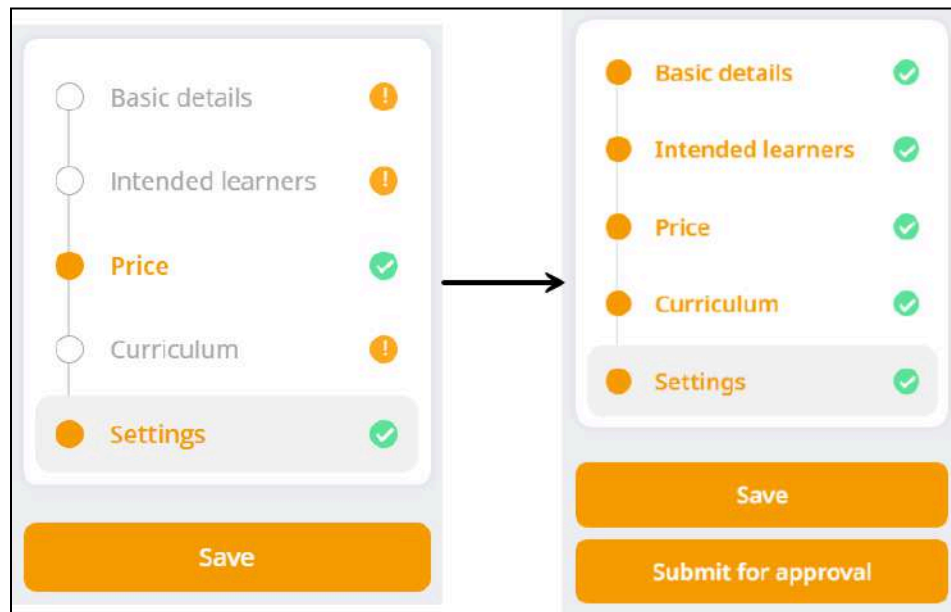 Basic details
Intended learners
Price
Curriculum
Settings
Save
Basic details
Intended learners
Price
Curriculum
Settings
Save
Submit for approval